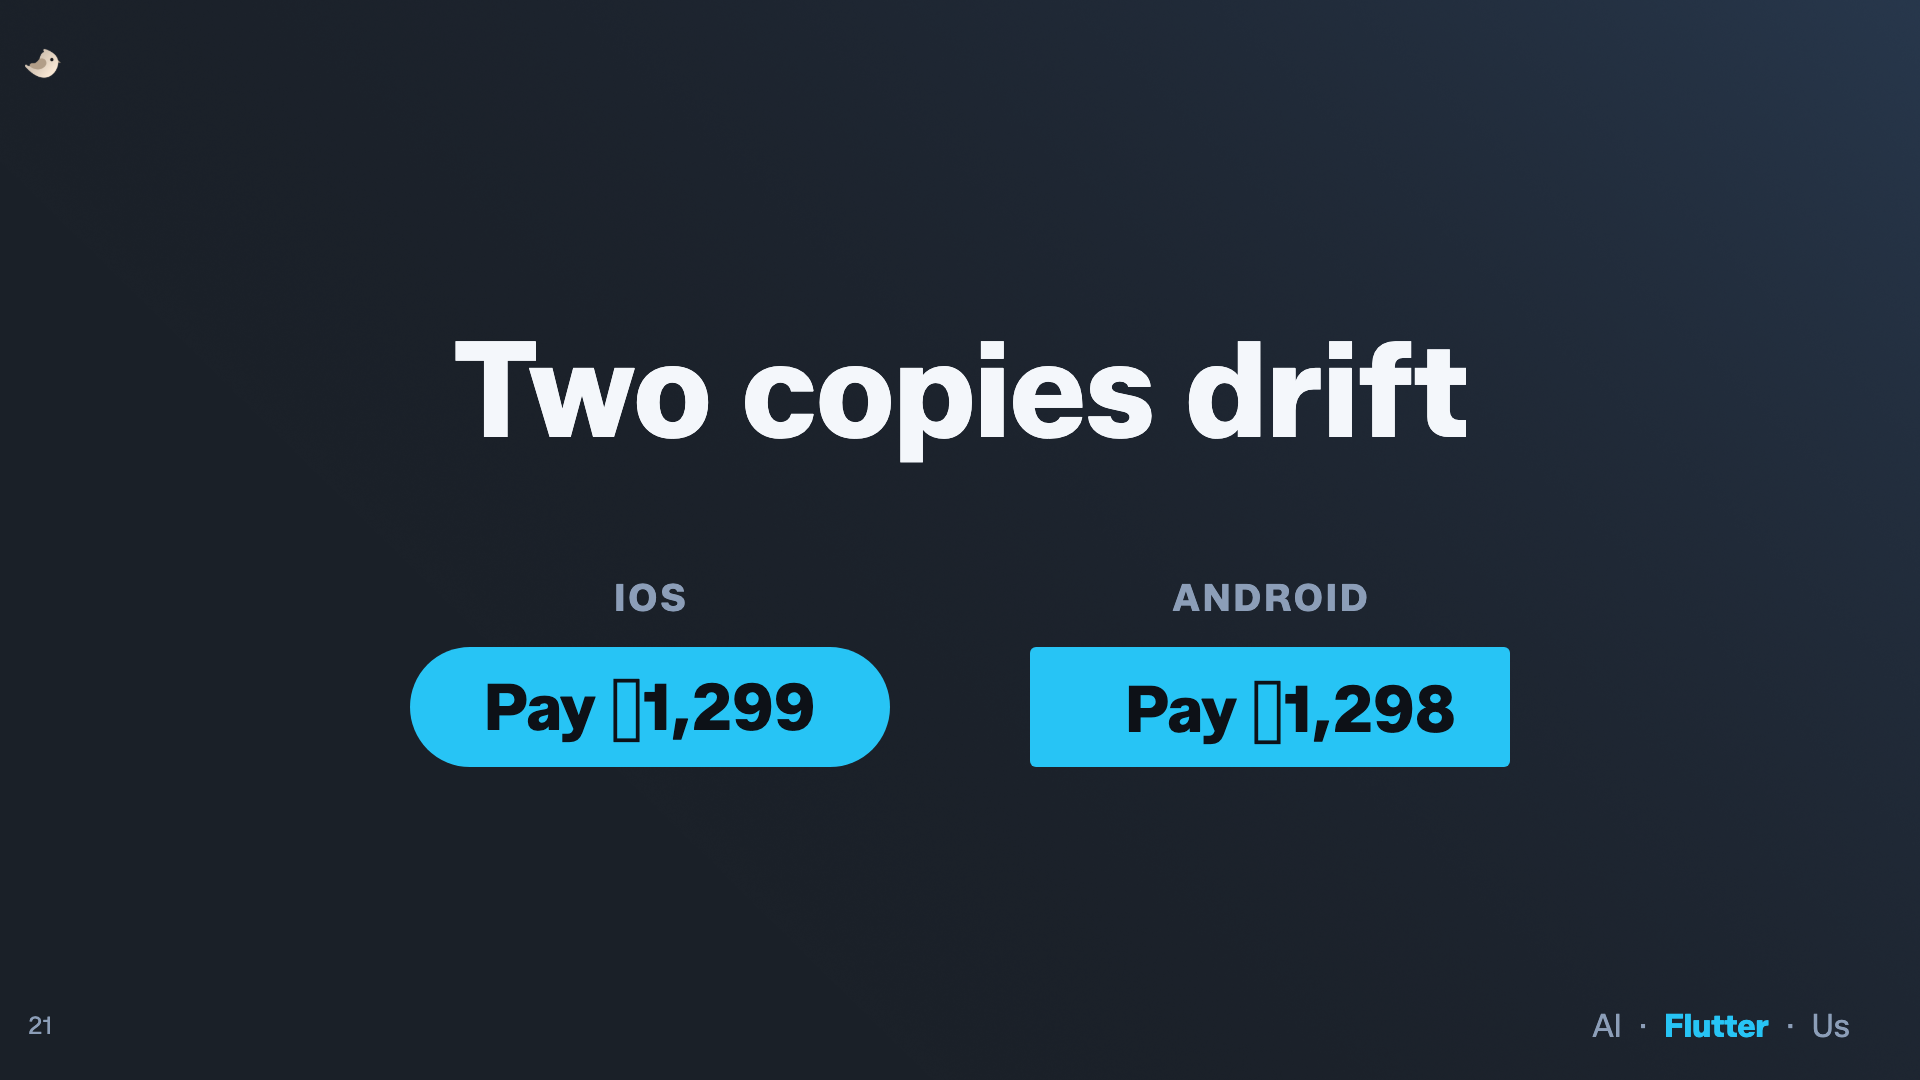 Two copies drift
IOS
ANDROID
Pay 1,299
Pay 1,298
21
AI · Flutter · Us